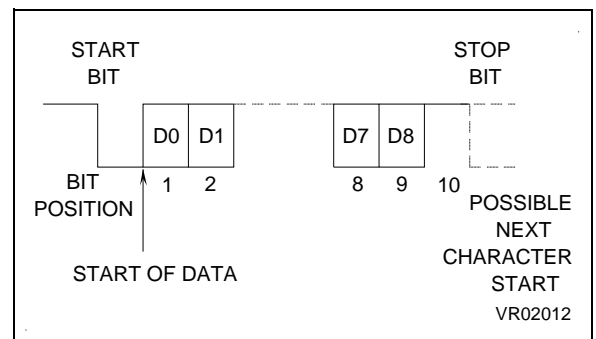 START STOP
BIT BIT
D0 D1 D7 D8
BIT 1 2 8 9 10
POSITION POSSIBLE
NEXT
CHARACTER
START OF DATA START
VR02012